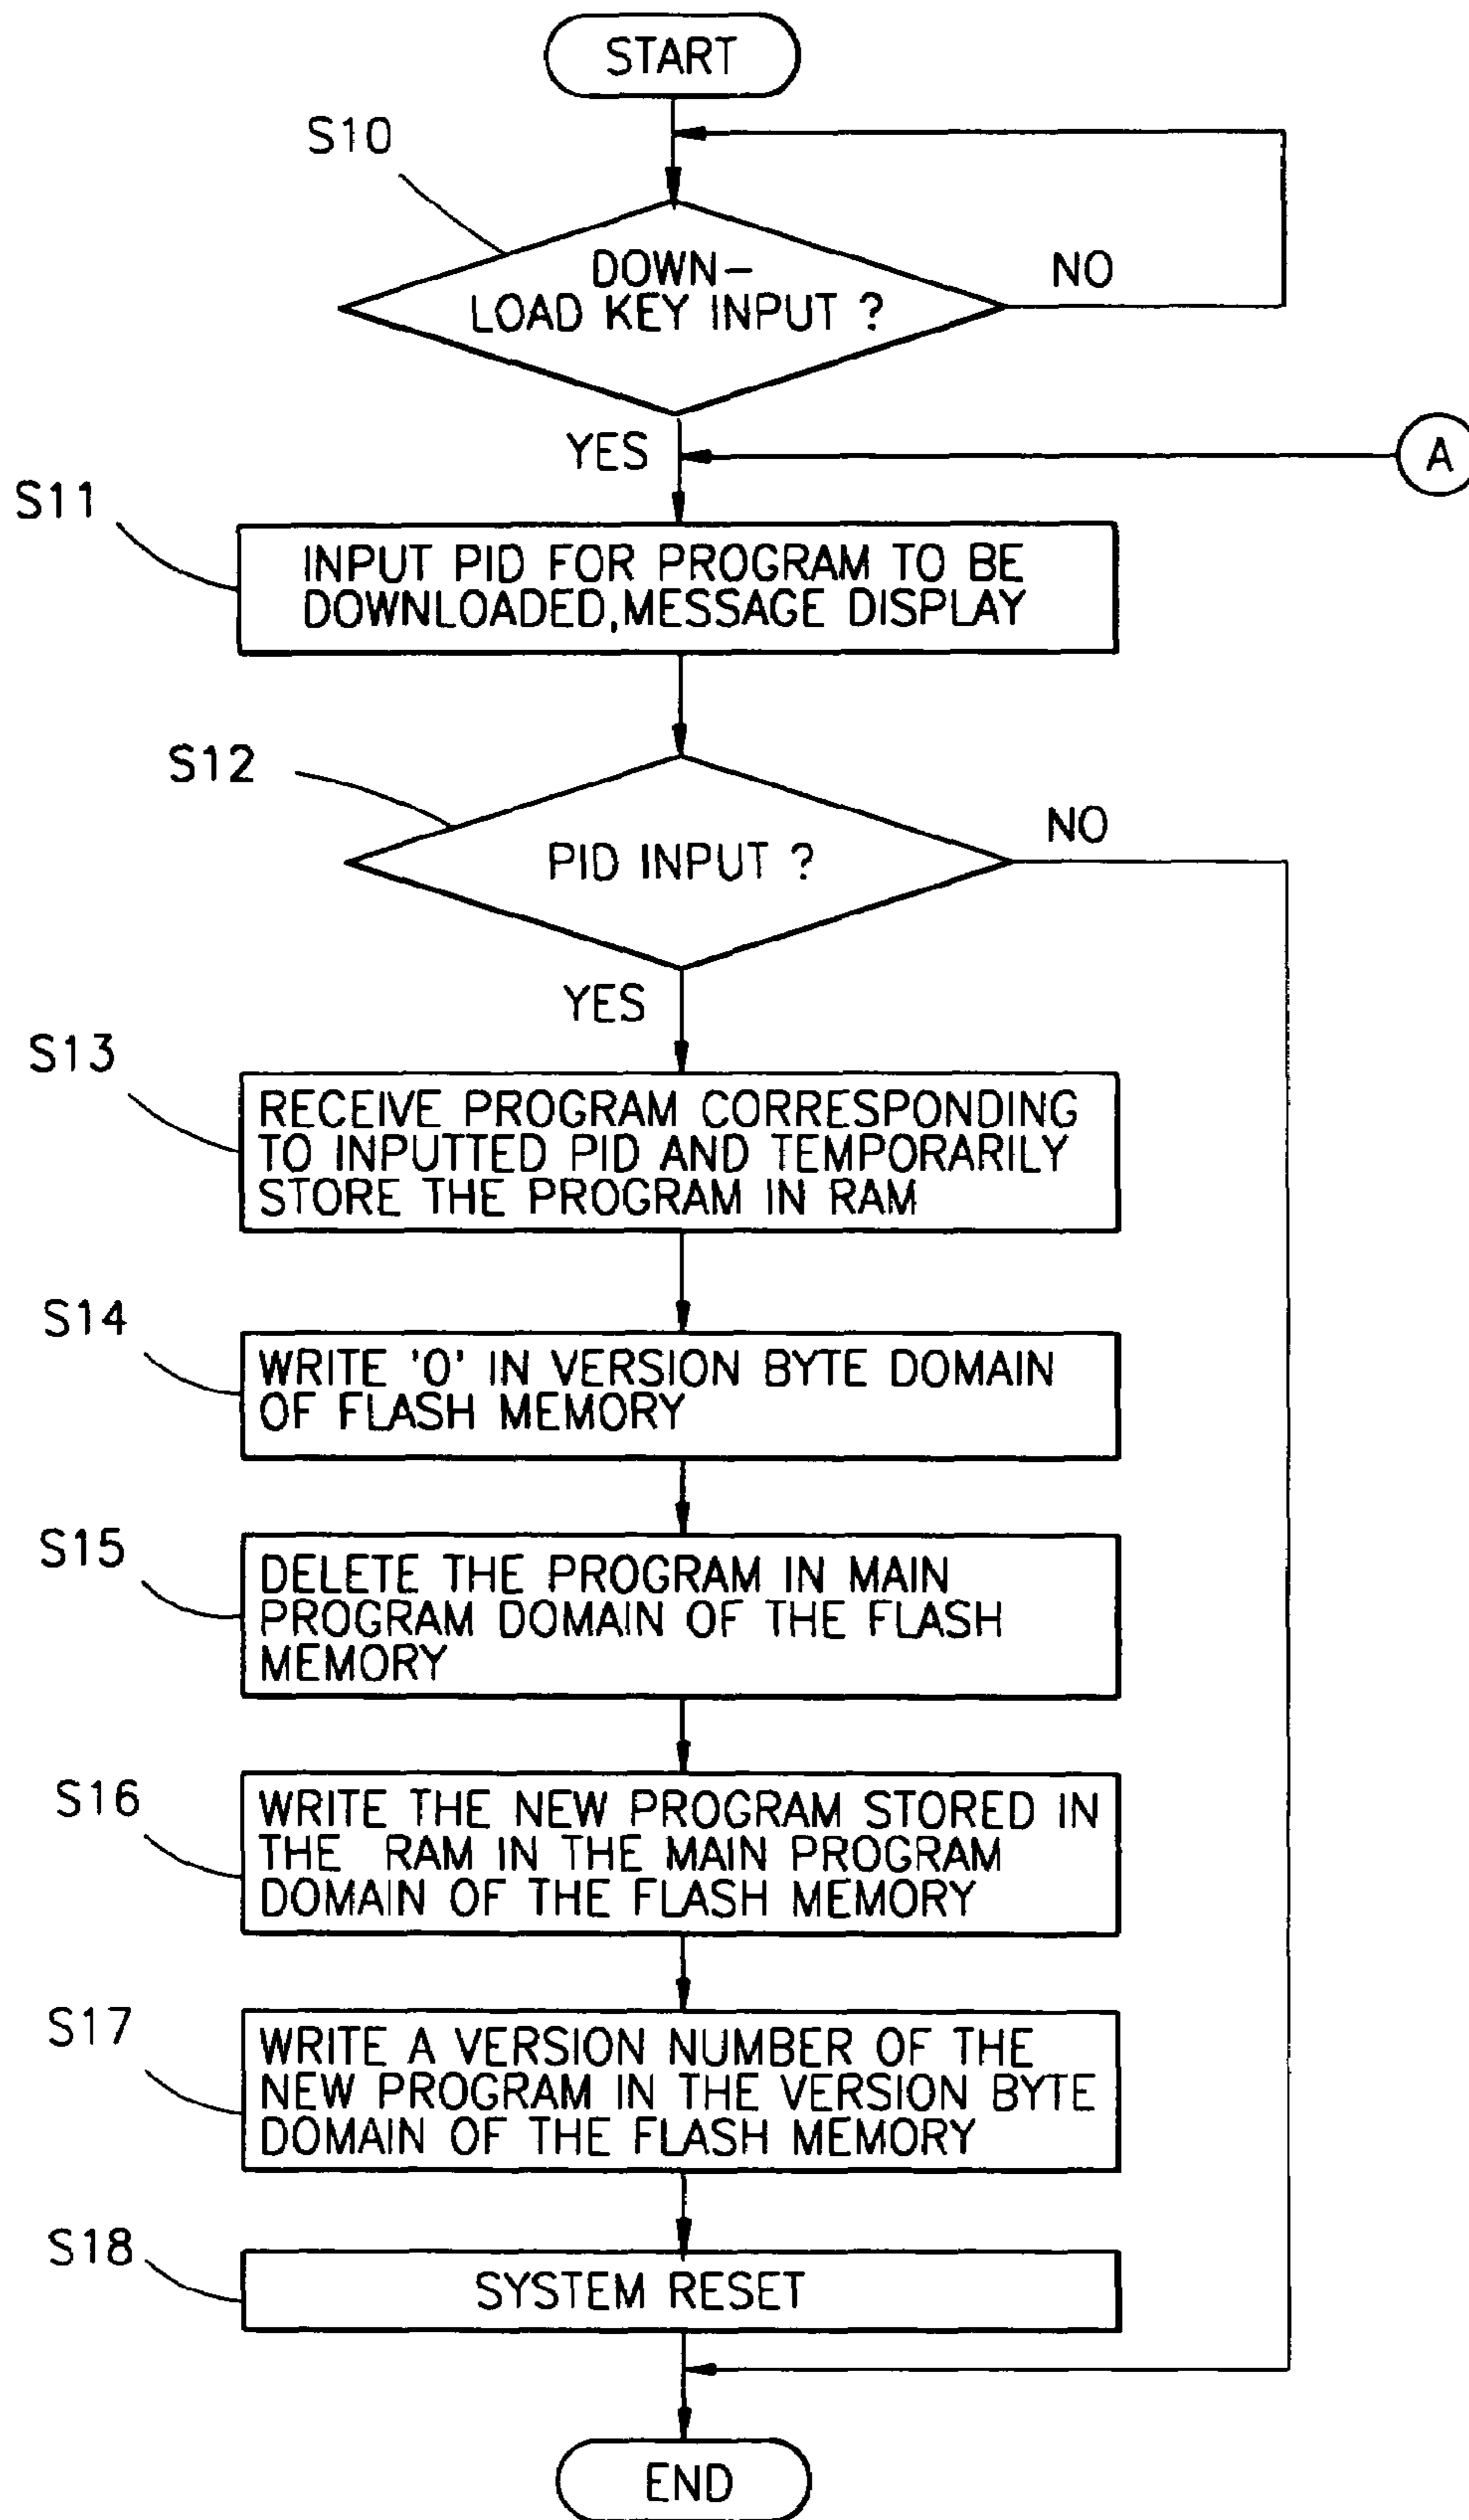 START
S10
DOWN-
LOAD KEY INPUT ?
NO
YES
A
S11
INPUT PID FOR PROGRAM TO BE
DOWNLOADED,MESSAGE DISPLAY
S12
PID INPUT ?
NO
YES
S13
RECEIVE PROGRAM CORRESPONDING
TO INPUTTED PID AND TEMPORARILY
STORE THE PROGRAM IN RAM
S14
WRITE '0' IN VERSION BYTE DOMAIN
OF FLASH MEMORY
S15
DELETE THE PROGRAM IN MAIN
PROGRAM DOMAIN OF THE FLASH
MEMORY
S16
WRITE THE NEW PROGRAM STORED IN
THE RAM IN THE MAIN PROGRAM
DOMAIN OF THE FLASH MEMORY
S17
WRITE A VERSION NUMBER OF THE
NEW PROGRAM IN THE VERSION BYTE
DOMAIN OF THE FLASH MEMORY
S18
SYSTEM RESET
END